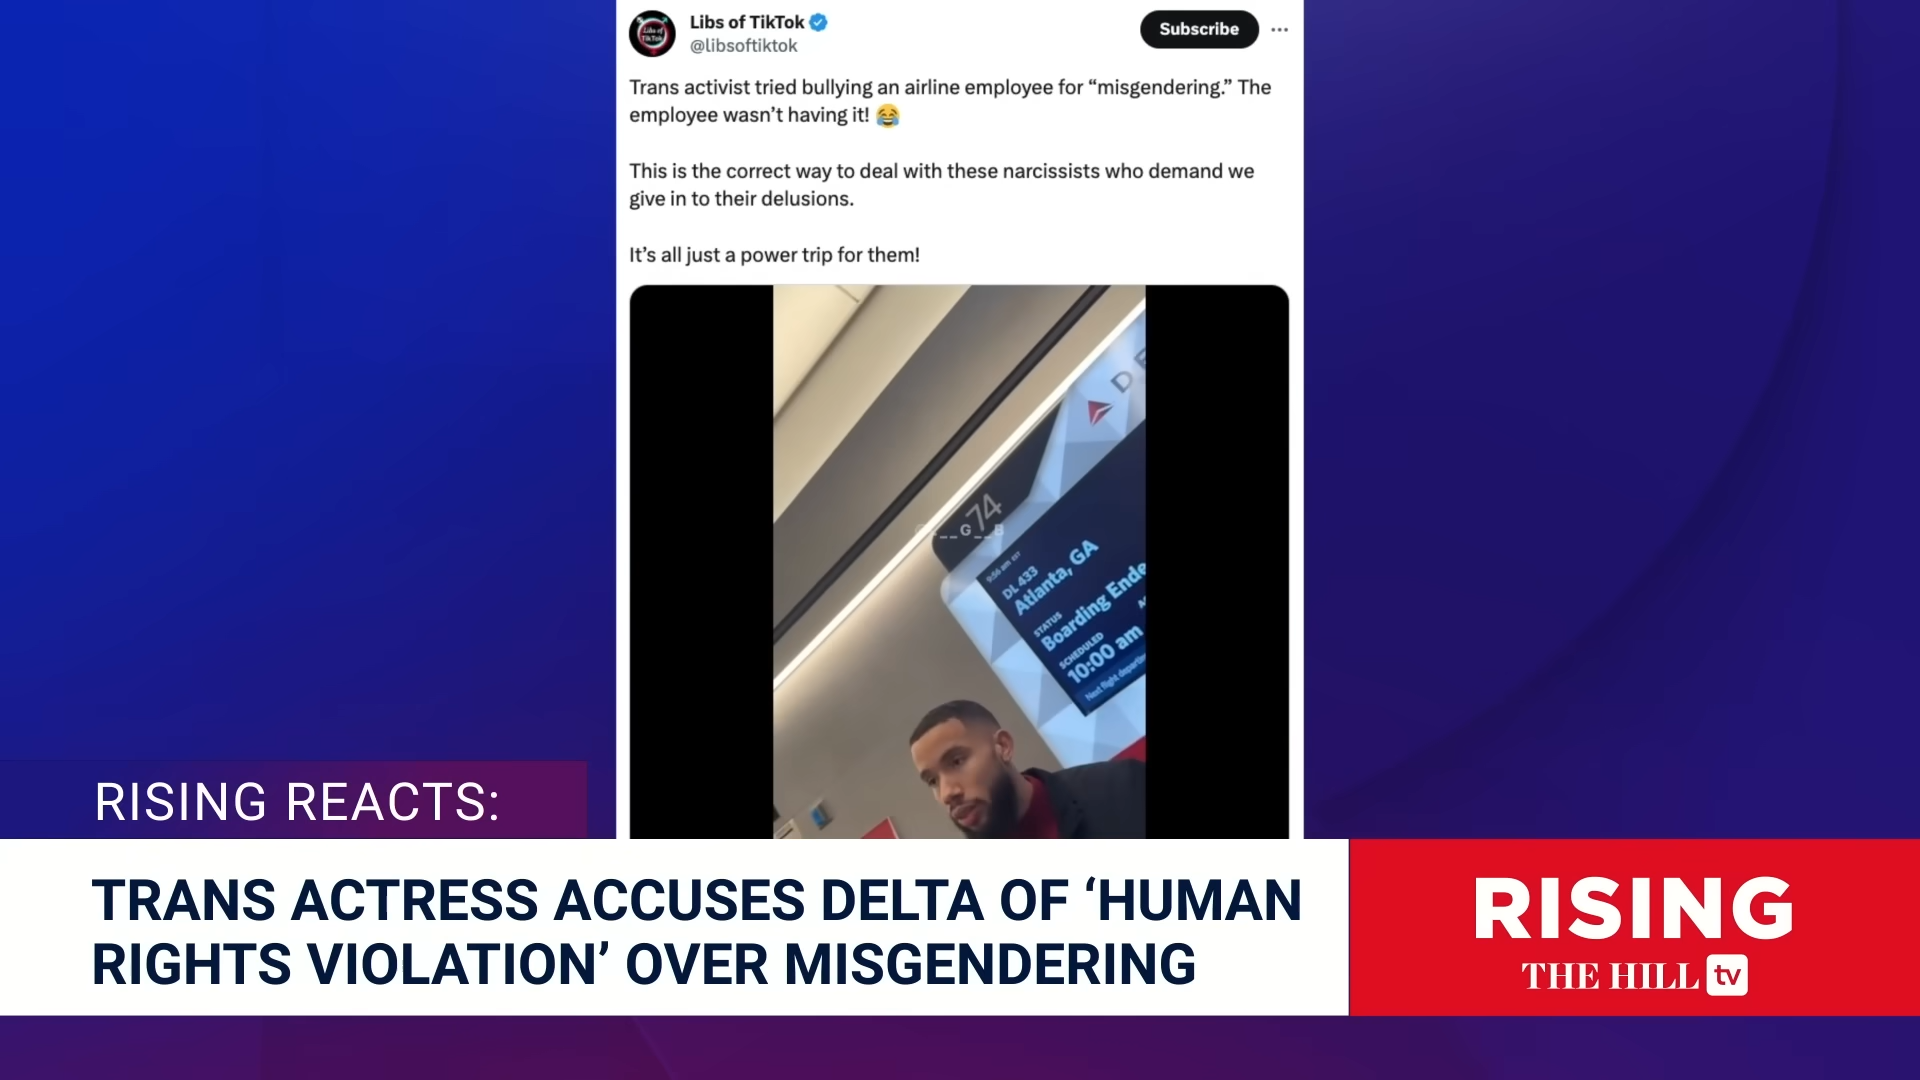 Libs of TikTok
@libsoftiktok
Subscribe
Trans activist tried bullying an airline employee for “misgendering.” The
employee wasn’t having it! 😂
This is the correct way to deal with these narcissists who demand we
give in to their delusions.
It’s all just a power trip for them!
74
G__B
DL 433
Atlanta, GA
STATUS
Boarding Ende
SCHEDULED
10:00 am
Next flight
RISING REACTS:
TRANS ACTRESS ACCUSES DELTA OF ‘HUMAN
RIGHTS VIOLATION’ OVER MISGENDERING
RISING
THE HILL tv